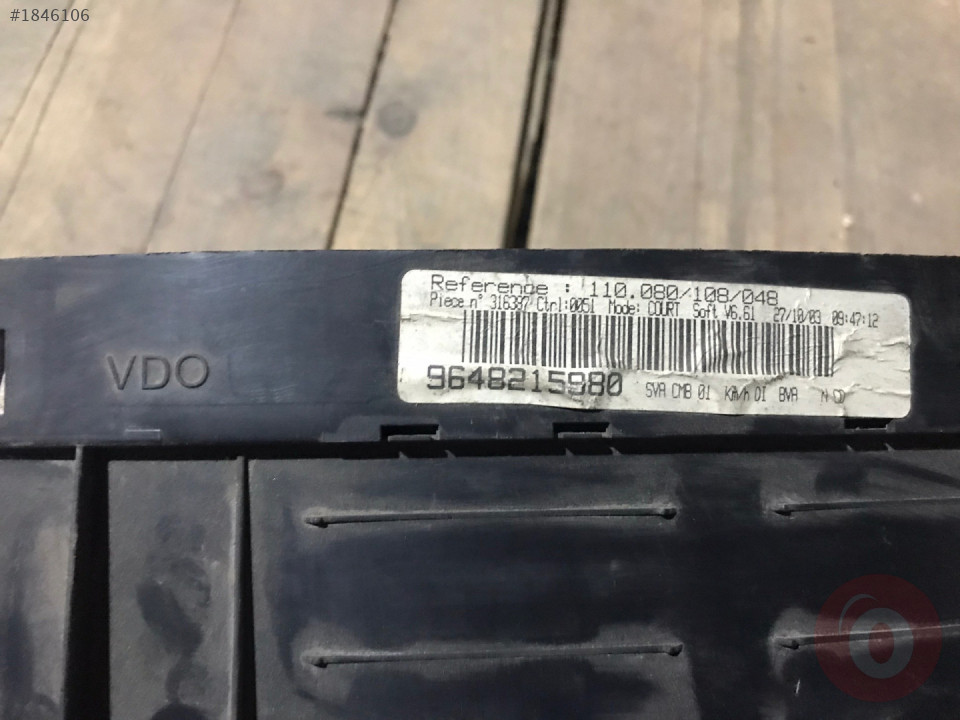 #1846106
Reference : 110.080/108/048
Piece n° 316387 Ctrl:0051 Mode: COURT Soft V6.61 27/10/03 09:47:12
VDO
9648215980
SVA CMB 01 KM/h DI BVA N CD